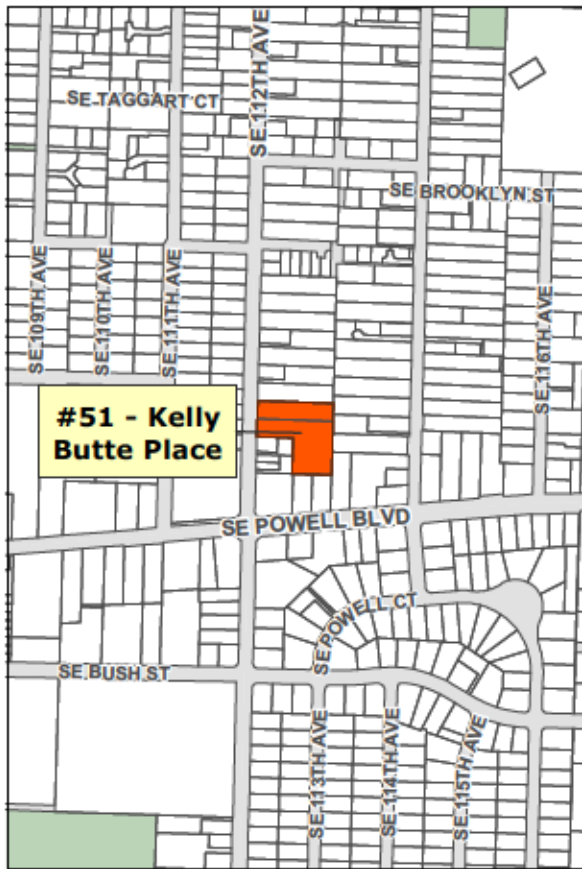 SE TAGGART CT
SE 112TH AVE
SE BROOKLYN ST
SE 109TH AVE
SE 110TH AVE
SE 111TH AVE
SE 116TH AVE
#51 - Kelly
Butte Place
SE POWELL BLVD
SE POWELL CT
SE BUSH ST
SE 113TH AVE
SE 114TH AVE
SE 115TH AVE